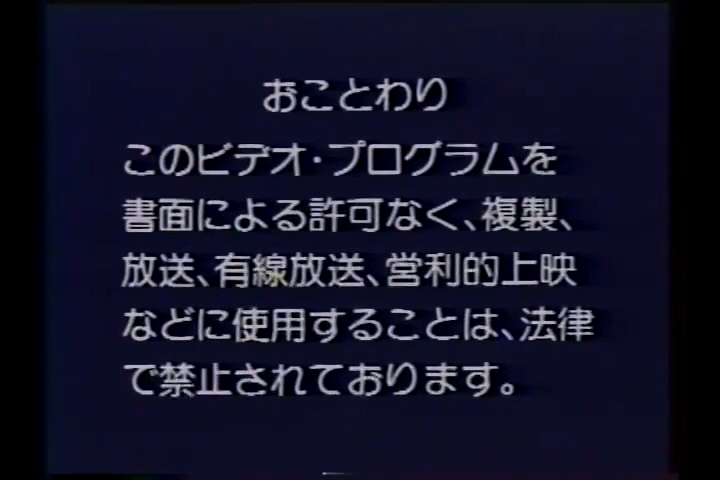 おことわり
このビデオ・プログラムを
書面による許可なく、複製、
放送、有線放送、営利的上映
などに使用することは、法律
で禁止されております。